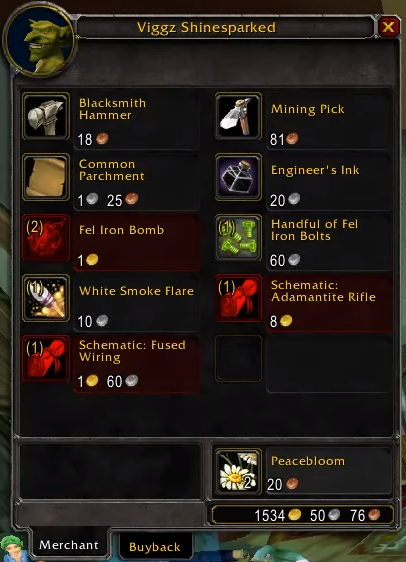 Viggz Shinesparked
Blacksmith
Hammer
18
Mining Pick
81
Common
Parchment
1 25
Engineer's Ink
20
(2)
Fel Iron Bomb
1
(1)
Handful of Fel
Iron Bolts
60
White Smoke Flare
10
(1)
Schematic:
Adamantite Rifle
8
(1)
Schematic: Fused
Wiring
1 60
2
Peacebloom
20
1534 50 76
Merchant
Buyback